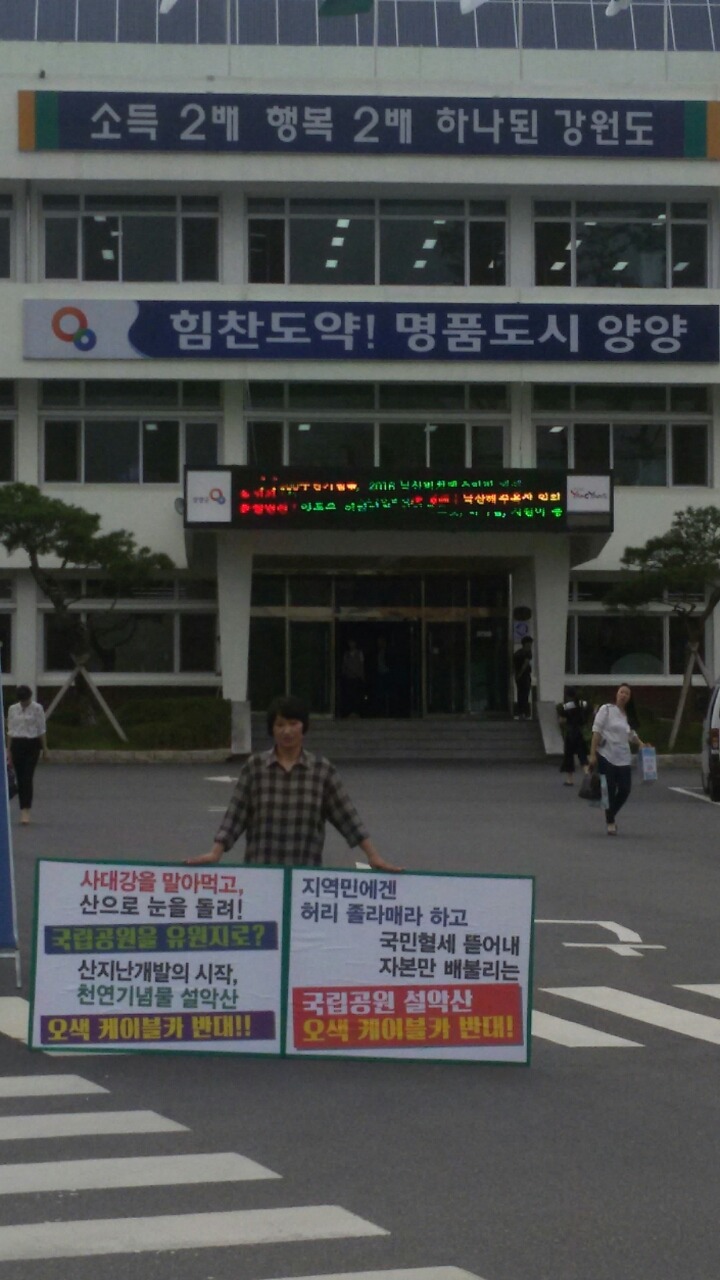 소득 2배 행복 2배 하나된 강원도
힘찬도약! 명품도시 양양
사대강을 말아먹고,
산으로 눈을 돌려!
국립공원을 유원지로?
산지난개발의 시작,
천연기념물 설악산
오색 케이블카 반대!!
지역민에겐
허리 졸라매라 하고
국민혈세 뜯어내
자본만 배불리는
국립공원 설악산
오색 케이블카 반대!